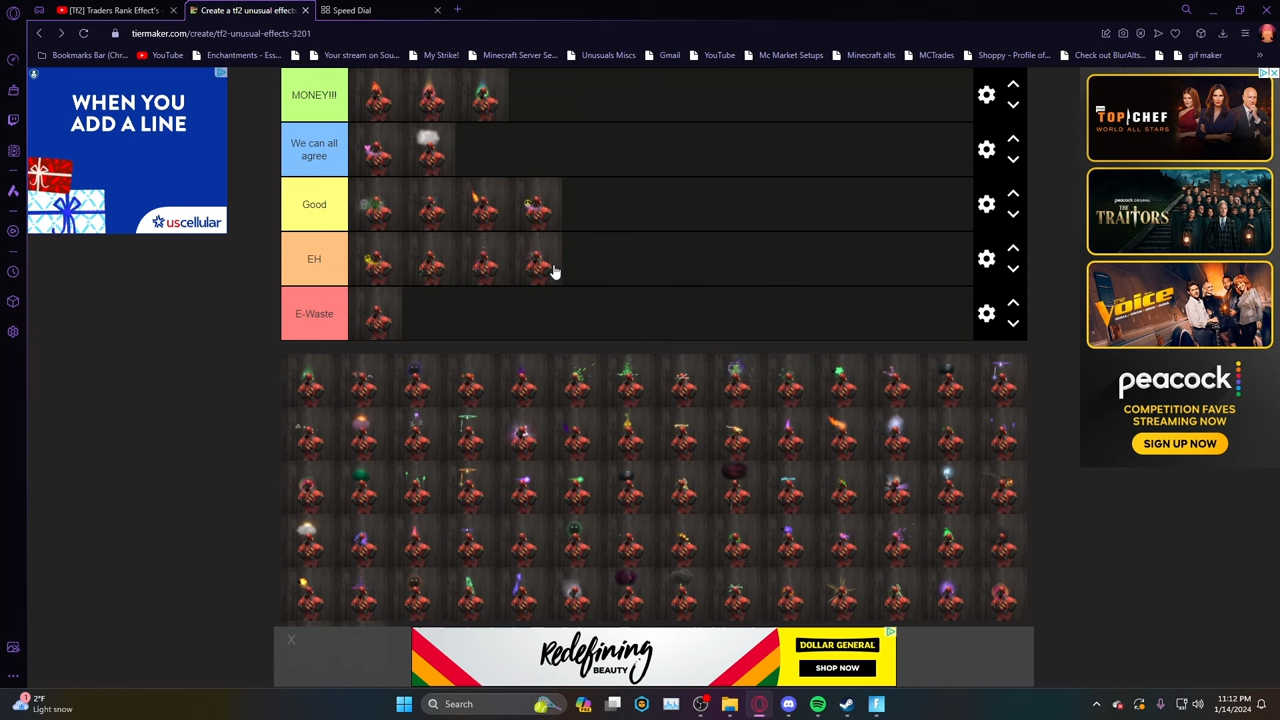 [Tf2] Traders Rank Effect's -
Create a tf2 unusual effects
Speed Dial
tiermaker.com/create/tf2-unusual-effects-3201
Bookmarks Bar (Chr...
YouTube
Enchantments - Ess...
Your stream on Sou...
My Strike!
Minecraft Server Se...
Unusuals Misc
Gmail
YouTube
Mc Market Setups
Minecraft alts
MCTrades
Shoppy - Profile of...
Check out BlurAlts...
gif maker
WHEN YOU
ADD A LINE
uscellular
MONEY!!!
We can all
agree
Good
EH
E-Waste
TOP CHEF
WORLD ALL STARS
peacock original
THE
TRAITORS
THE
Voice
peacock
COMPETITION FAVES
STREAMING NOW
SIGN UP NOW
X
Redefining
BEAUTY
DOLLAR GENERAL
SHOP NOW
2°F
Light snow
Search
11:12 PM
1/14/2024